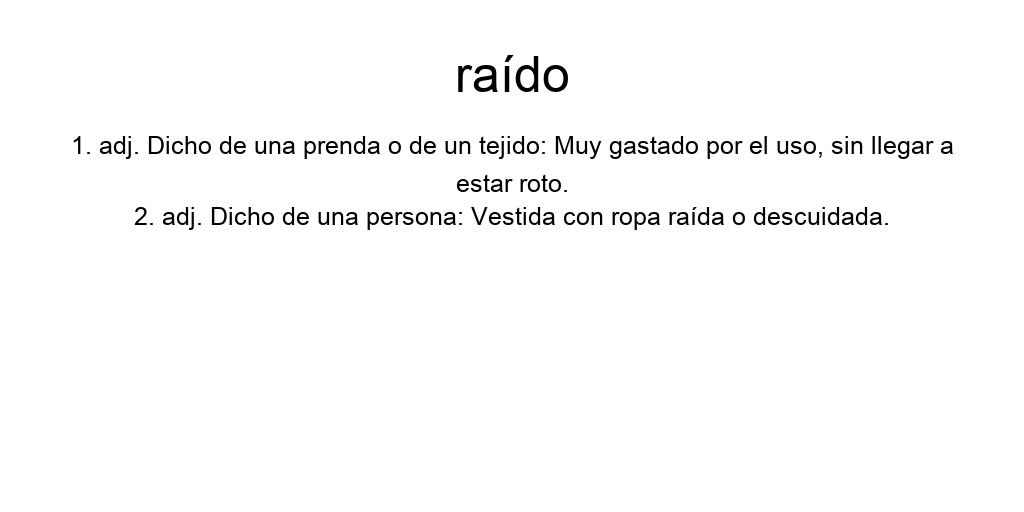 raído
1. adj. Dicho de una prenda o de un tejido: Muy gastado por el uso, sin llegar a
estar roto.
2. adj. Dicho de una persona: Vestida con ropa raída o descuidada.